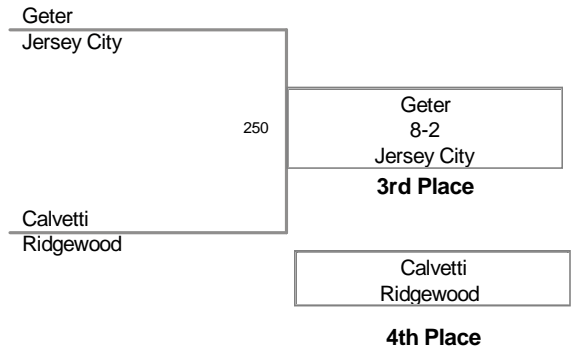 Geter
Jersey City
250
Geter
8-2
Jersey City
3rd Place
Calvetti
Ridgewood
Calvetti
Ridgewood
4th Place